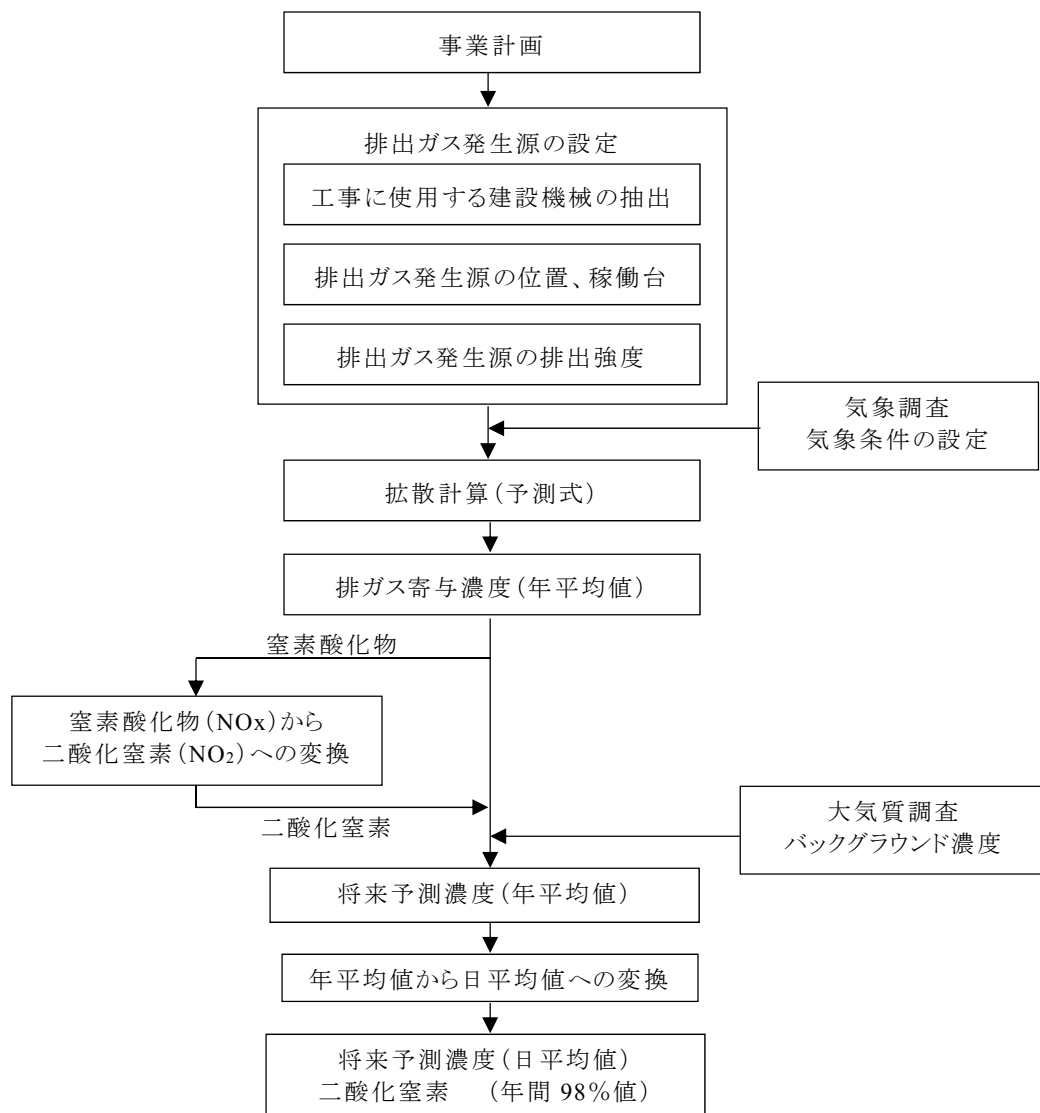 事業計画
排出ガス発生源の設定
工事に使用する建設機械の抽出
排出ガス発生源の位置、稼働台
排出ガス発生源の排出強度
気象調査
気象条件の設定
拡散計算(予測式)
排ガス寄与濃度(年平均値)
窒素酸化物
窒素酸化物(NOx)から
二酸化窒素(NO₂)への変換
二酸化窒素
大気質調査
バックグラウンド濃度
将来予測濃度(年平均値)
年平均値から日平均値への変換
将来予測濃度(日平均値)
二酸化窒素 (年間 98%値)